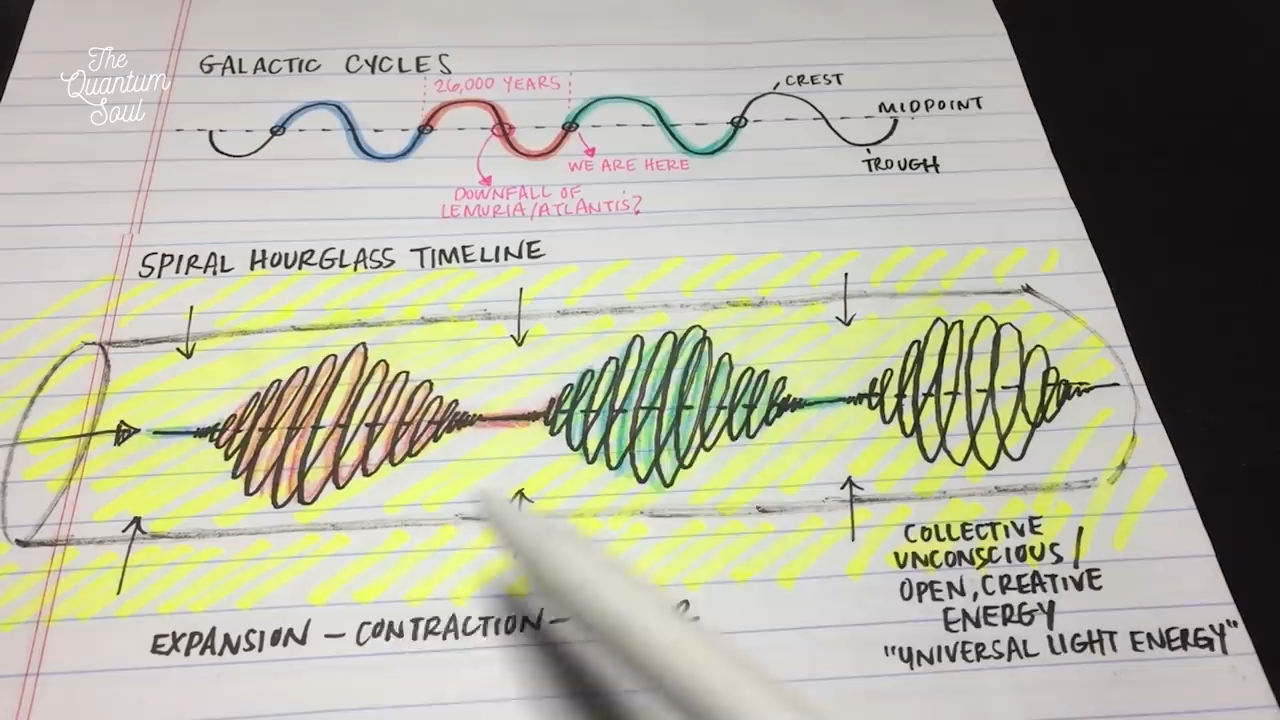 The
Quantum
Soul
GALACTIC CYCLES
26,000 YEARS
CREST
MIDPOINT
WE ARE HERE
TROUGH
DOWNFALL OF
LEMURIA/ATLANTIS?
SPIRAL HOURGLASS TIMELINE
EXPANSION - CONTRACTION -
COLLECTIVE
UNCONSCIOUS /
OPEN, CREATIVE
ENERGY
"UNIVERSAL LIGHT ENERGY"